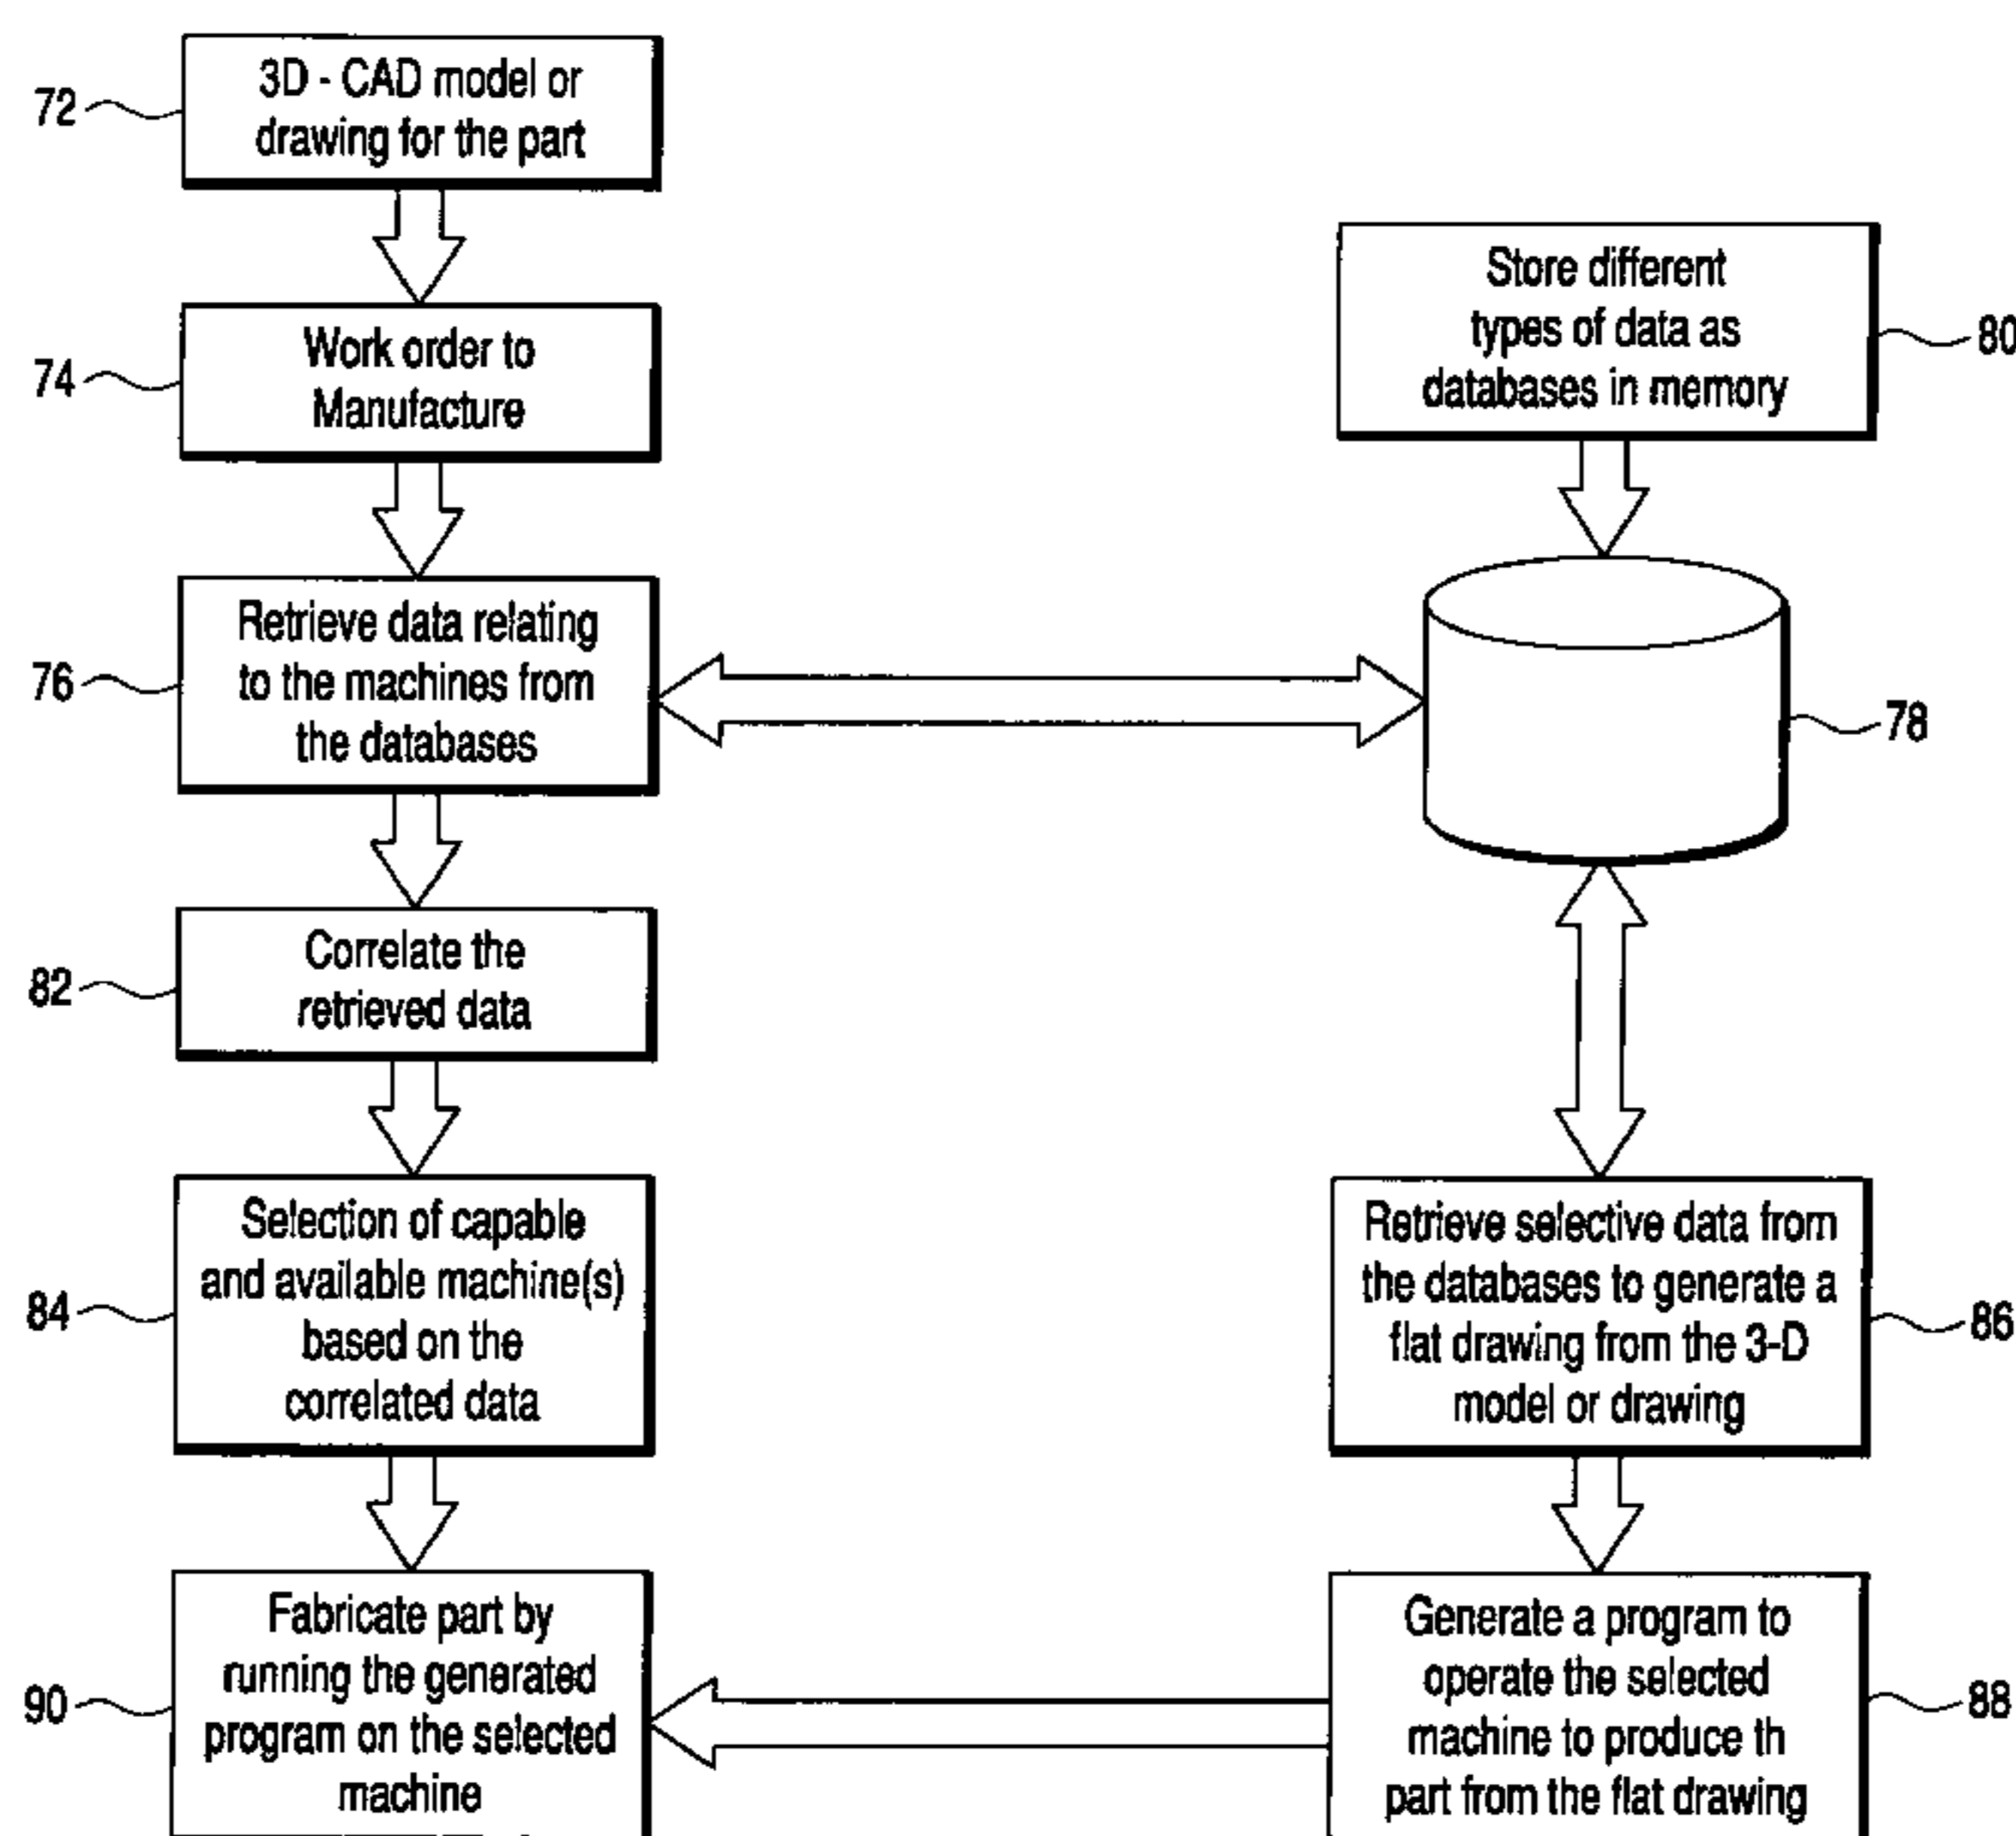 72
3D - CAD model or
drawing for the part
74
Work order to
Manufacture
Store different
types of data as
databases in memory
80
76
Retrieve data relating
to the machines from
the databases
78
82
Correlate the
retrieved data
84
Selection of capable
and available machine(s)
based on the
correlated data
Retrieve selective data from
the databases to generate a
flat drawing from the 3-D
model or drawing
86
90
Fabricate part by
running the generated
program on the selected
machine
Generate a program to
operate the selected
machine to produce th
part from the flat drawing
88